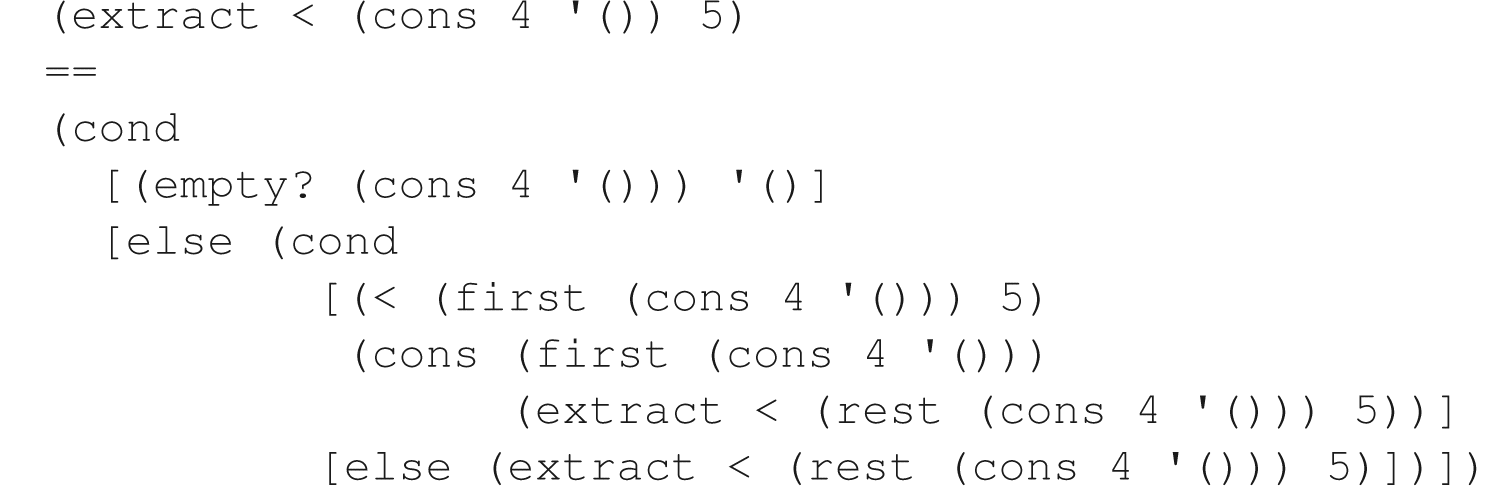 (extract < (cons 4 '()) 5)
==
(cond
  [(empty? (cons 4 '())) '()]
  [else (cond
          [(< (first (cons 4 '())) 5)
           (cons (first (cons 4 '()))
                 (extract < (rest (cons 4 '())) 5))]
          [else (extract < (rest (cons 4 '())) 5)])])